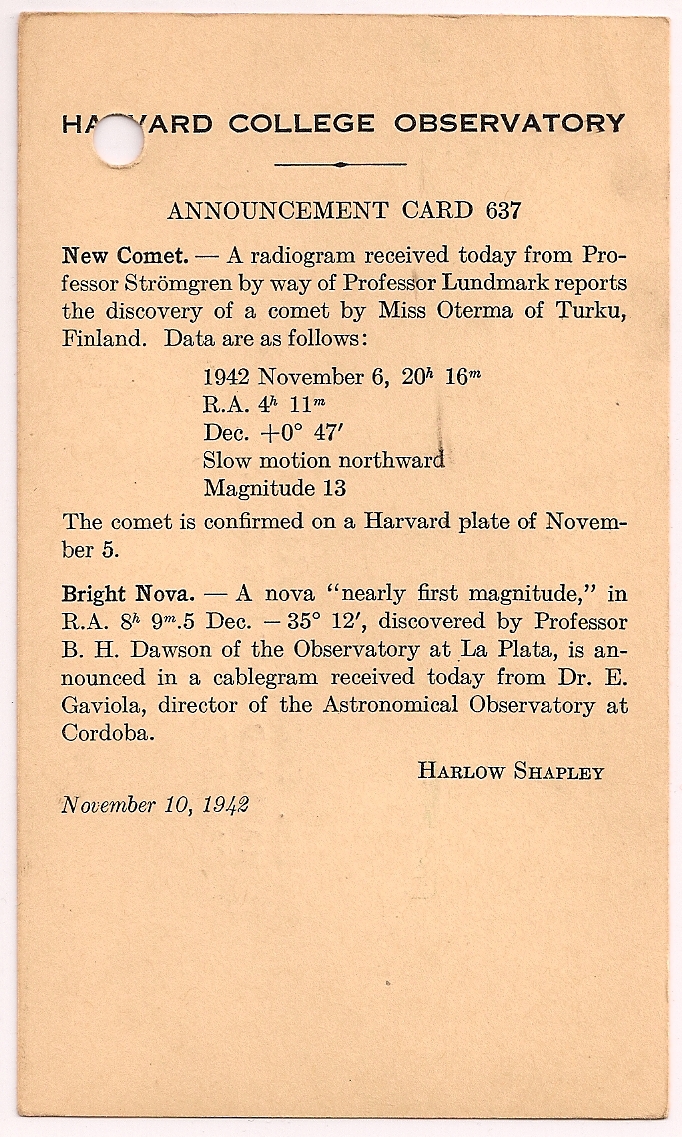 HARVARD COLLEGE OBSERVATORY
ANNOUNCEMENT CARD 637
New Comet. — A radiogram received today from Pro-
fessor Strömgren by way of Professor Lundmark reports
the discovery of a comet by Miss Oterma of Turku,
Finland. Data are as follows:
1942 November 6, 20ʰ 16ᵐ
R.A. 4ʰ 11ᵐ
Dec. +0° 47′
Slow motion northward
Magnitude 13
The comet is confirmed on a Harvard plate of Novem-
ber 5.
Bright Nova. — A nova “nearly first magnitude,” in
R.A. 8ʰ 9ᵐ.5 Dec. −35° 12′, discovered by Professor
B. H. Dawson of the Observatory at La Plata, is an-
nounced in a cablegram received today from Dr. E.
Gaviola, director of the Astronomical Observatory at
Cordoba.
HARLOW SHAPLEY
November 10, 1942